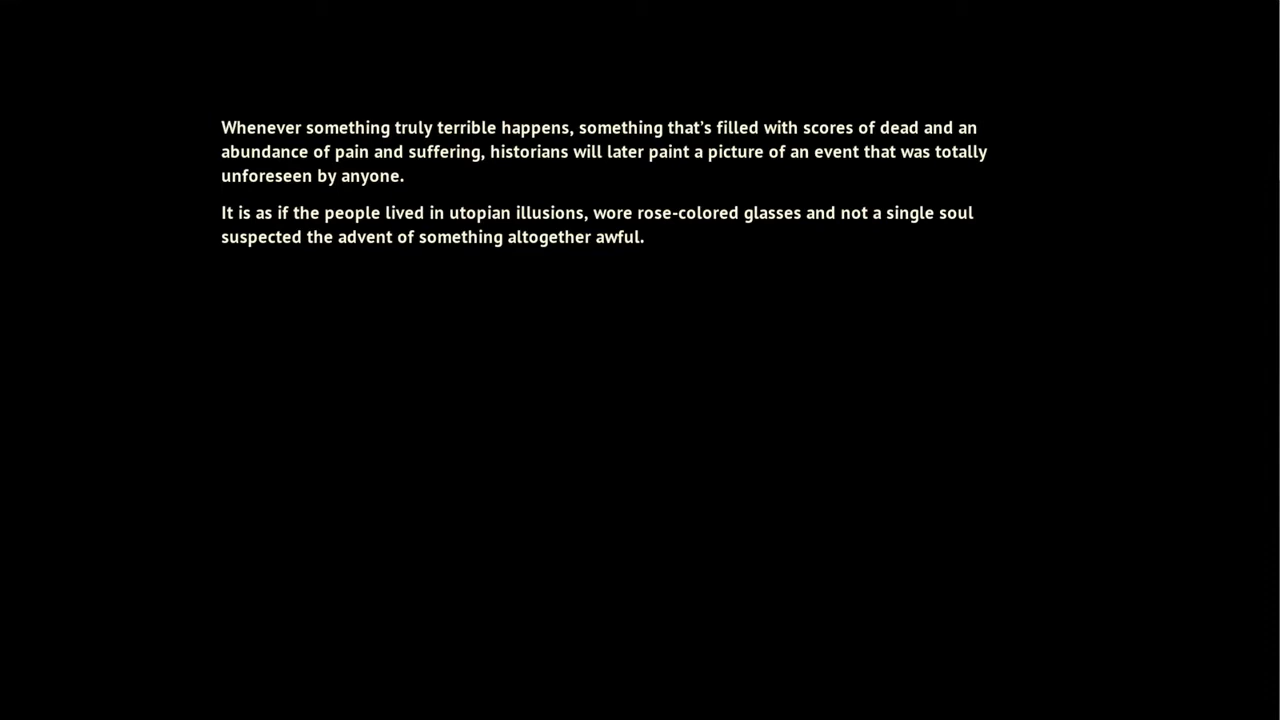 Whenever something truly terrible happens, something that’s filled with scores of dead and an
abundance of pain and suffering, historians will later paint a picture of an event that was totally
unforeseen by anyone.
It is as if the people lived in utopian illusions, wore rose-colored glasses and not a single soul
suspected the advent of something altogether awful.